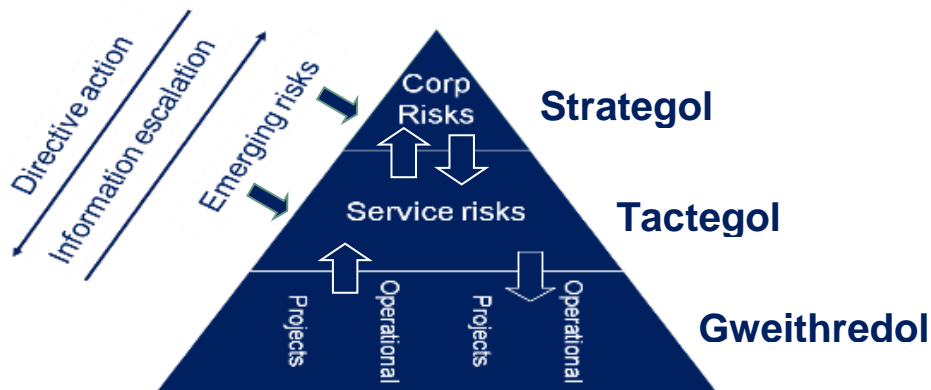 Directive action
Information escalation
Emerging risks
Corp
Risks
Strategol
Service risks
Tactegol
Projects
Operational
Projects
Operational
Gweithredol